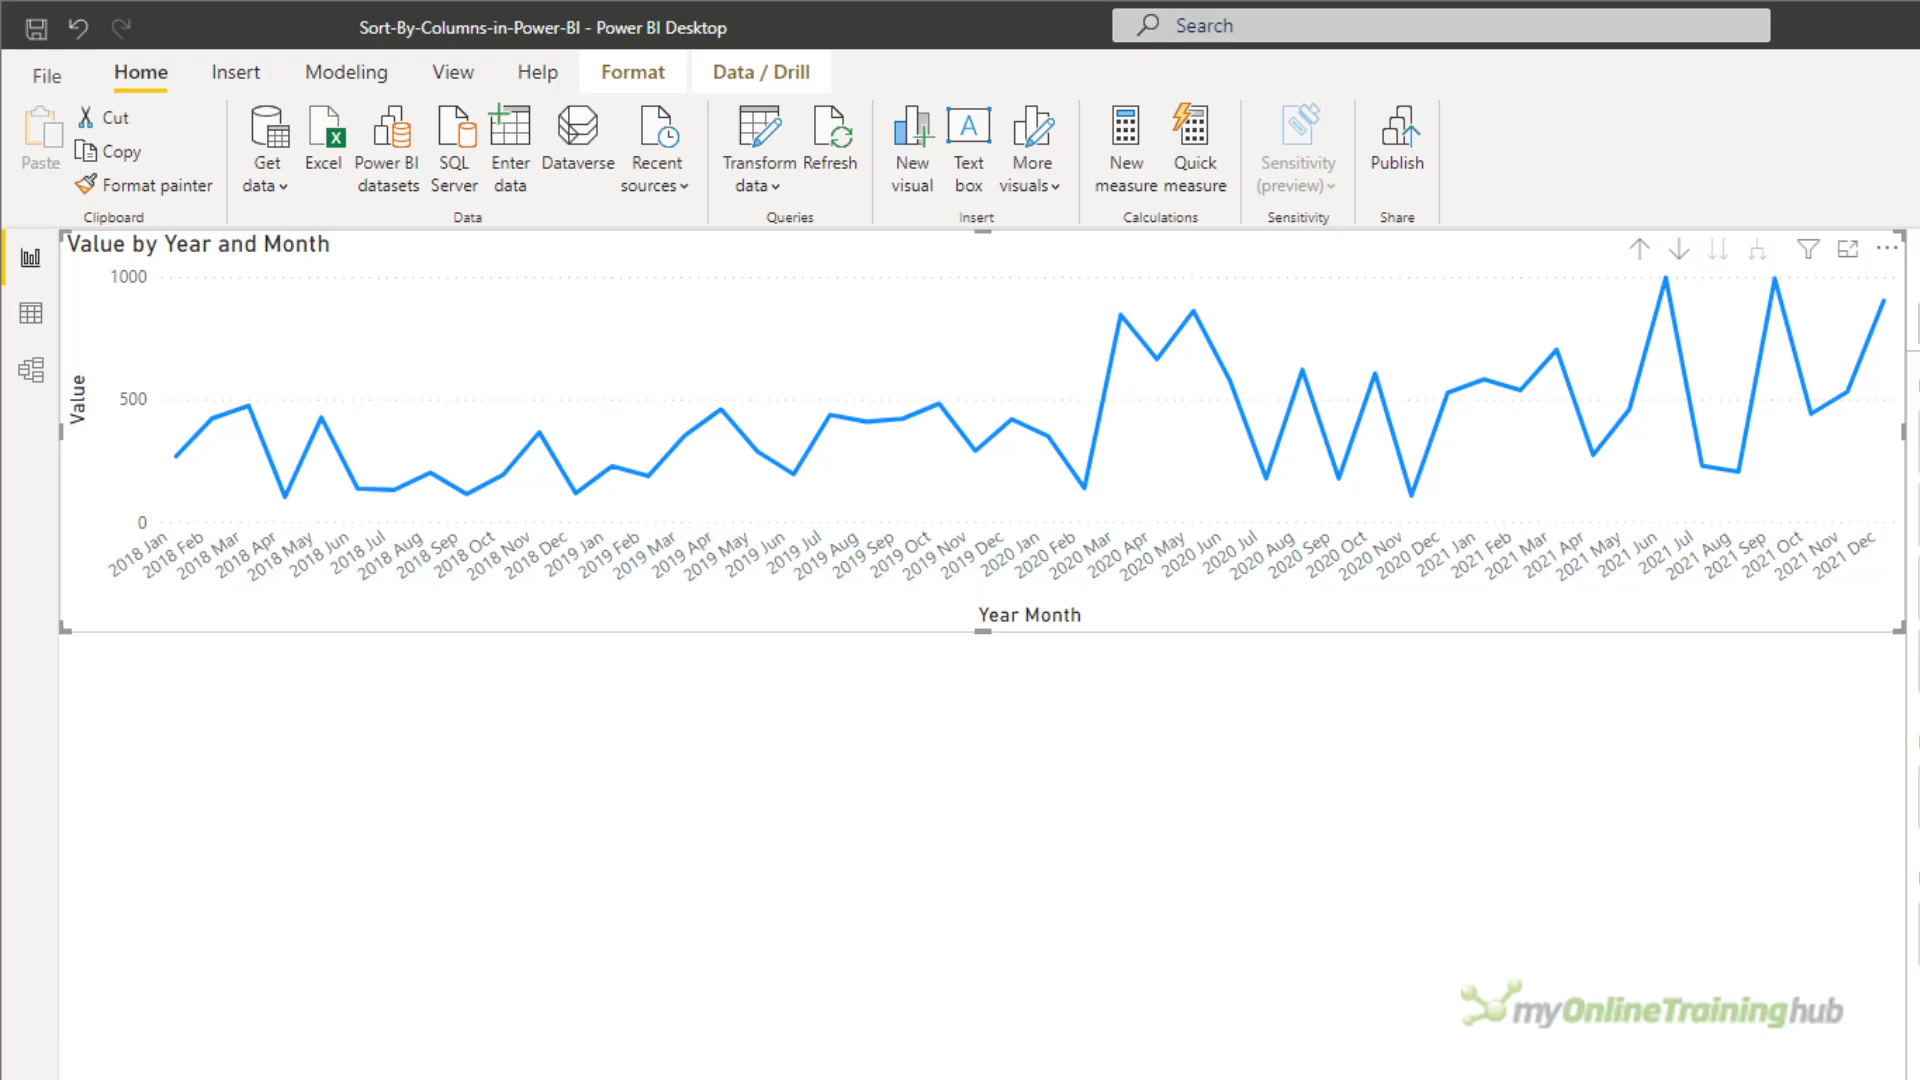 Sort-By-Columns-in-Power-BI - Power BI Desktop
Search
File Home Insert Modeling View Help Format Data / Drill
Paste
Cut
Copy
Format painter
Clipboard
Get data
Excel
Power BI datasets
SQL Server
Enter data
Dataverse
Recent sources
Data
Transform data
Refresh
Queries
New visual
Text box
More visuals
Insert
New measure
Quick measure
Calculations
Sensitivity (preview)
Sensitivity
Publish
Share
Value by Year and Month
1000
500
0
Value
2018 Jan
2018 Feb
2018 Mar
2018 Apr
2018 May
2018 Jun
2018 Jul
2018 Aug
2018 Sep
2018 Oct
2018 Nov
2018 Dec
2019 Jan
2019 Feb
2019 Mar
2019 Apr
2019 May
2019 Jun
2019 Jul
2019 Aug
2019 Sep
2019 Oct
2019 Nov
2019 Dec
2020 Jan
2020 Feb
2020 Mar
2020 Apr
2020 May
2020 Jun
2020 Jul
2020 Aug
2020 Sep
2020 Oct
2020 Nov
2020 Dec
2021 Jan
2021 Feb
2021 Mar
2021 Apr
2021 May
2021 Jun
2021 Jul
2021 Aug
2021 Sep
2021 Oct
2021 Nov
2021 Dec
Year Month
myOnlineTraininghub